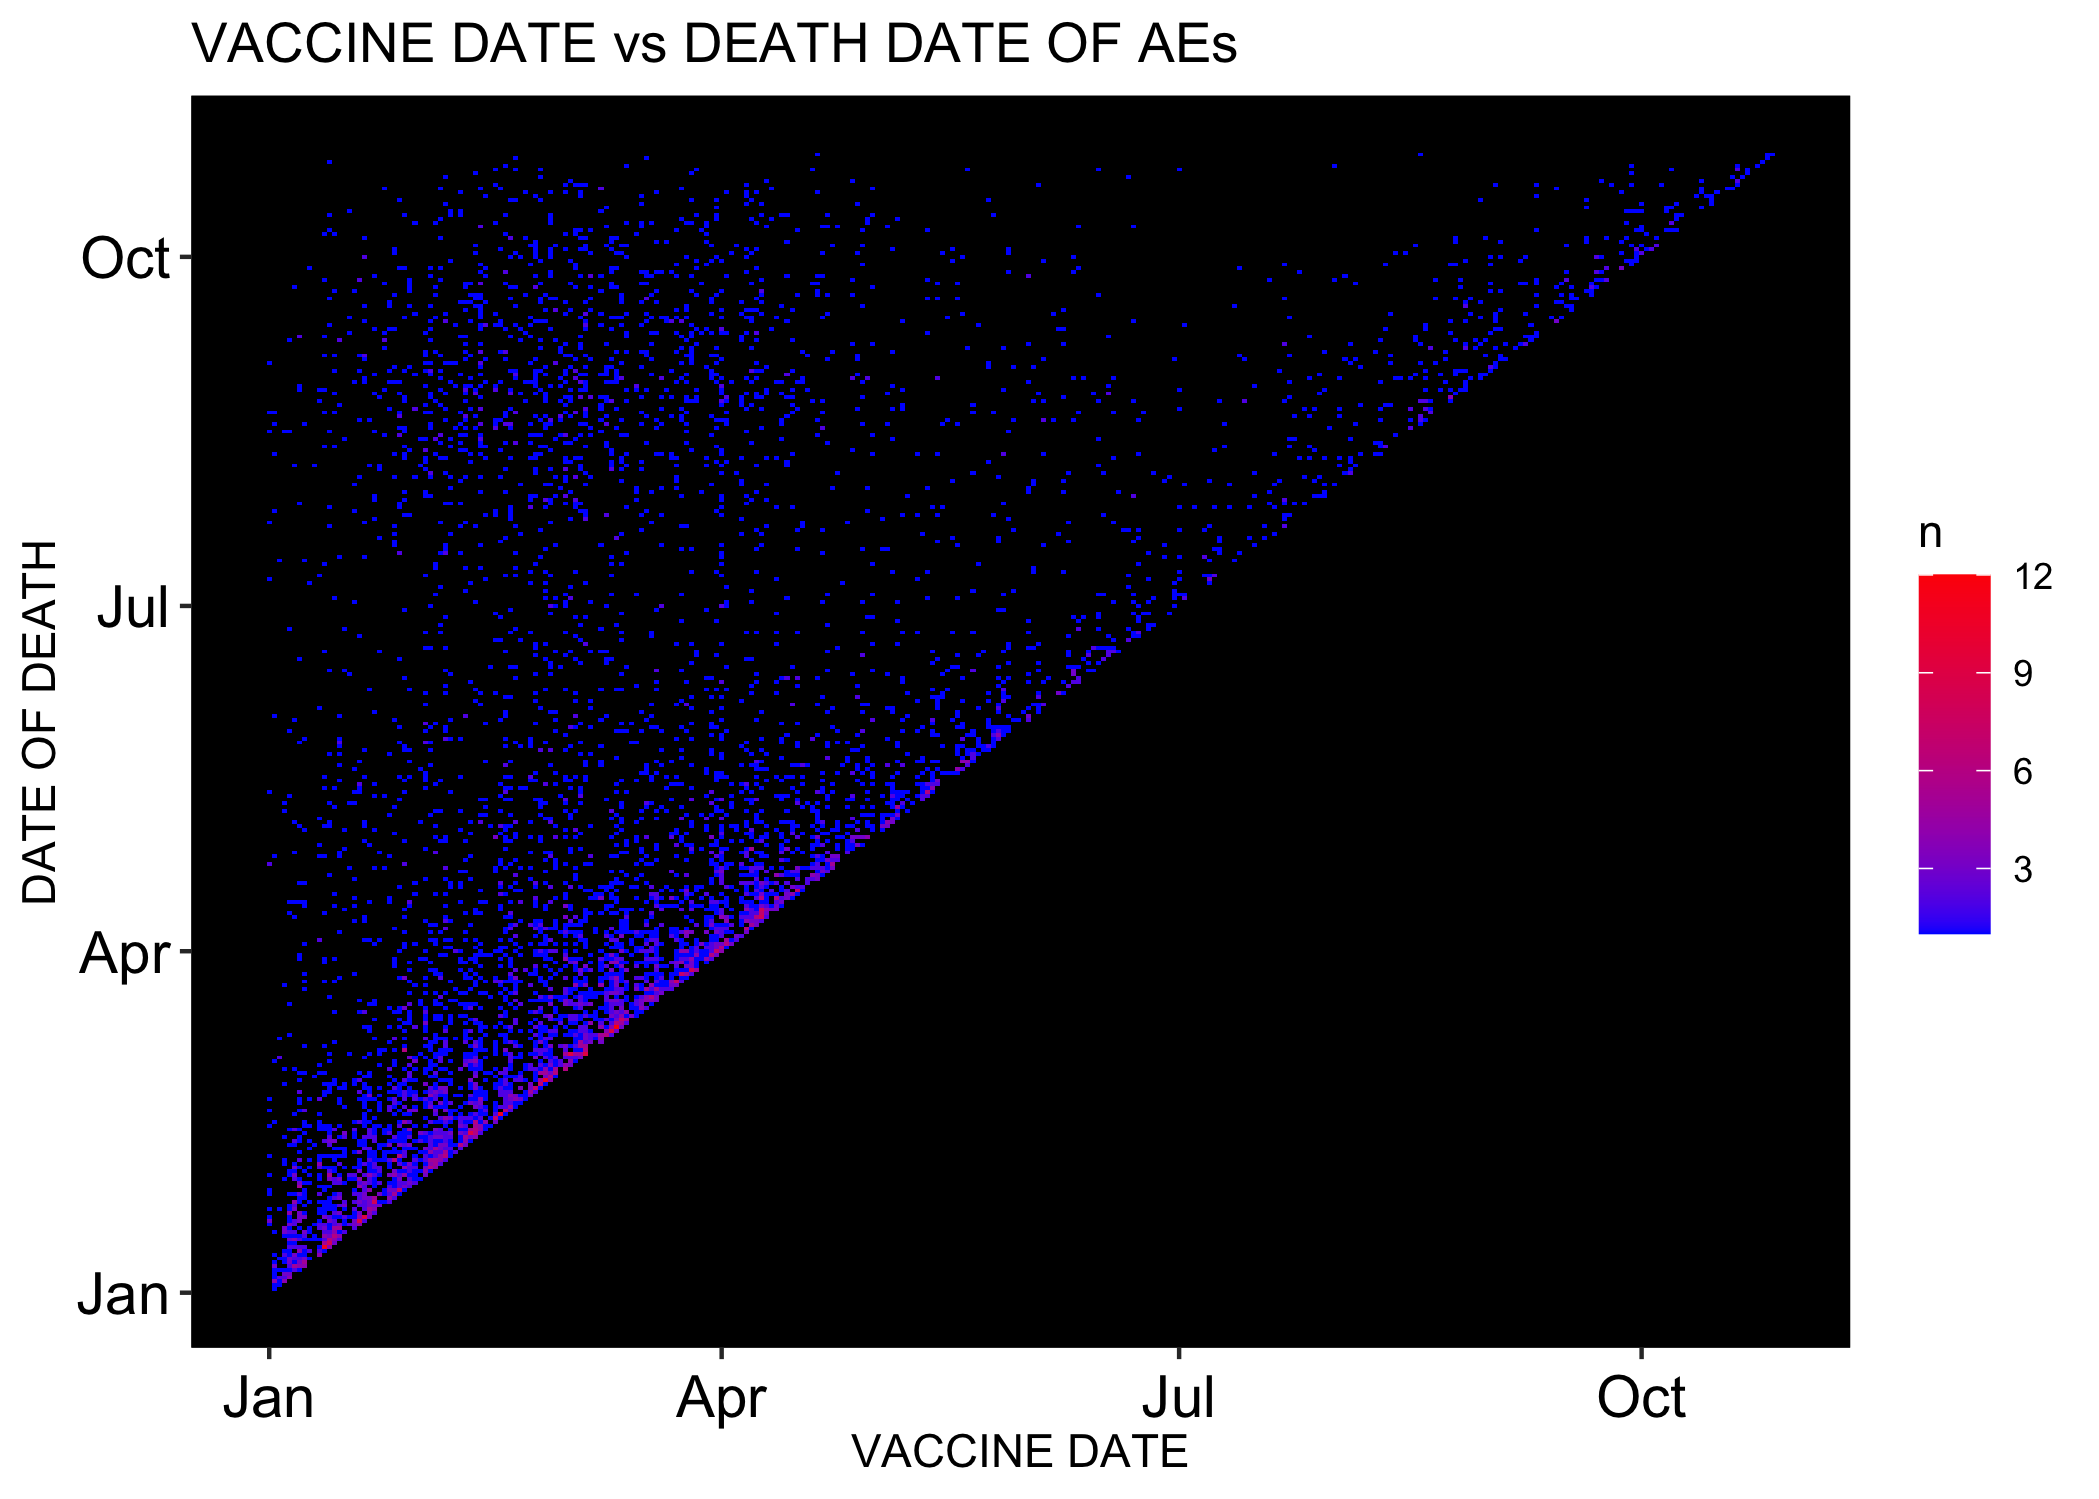 VACCINE DATE vs DEATH DATE OF AEs
DATE OF DEATH
Oct
Jul
Apr
Jan
Jan Apr Jul Oct
VACCINE DATE
n
12
9
6
3